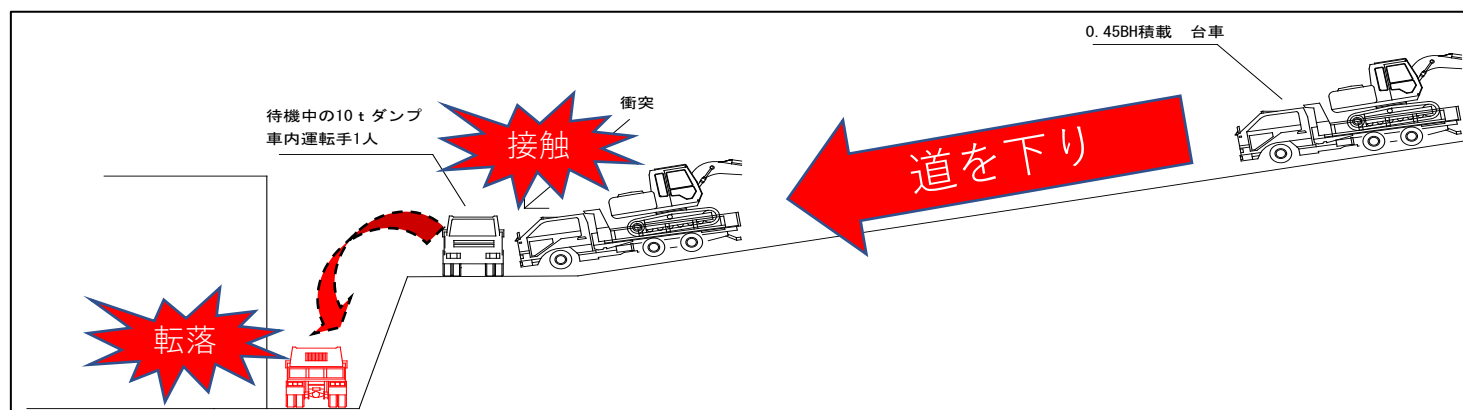 0.45BH積載　台車
待機中の10ｔダンプ
車内運転手1人
衝突
接触
道を下り
転落